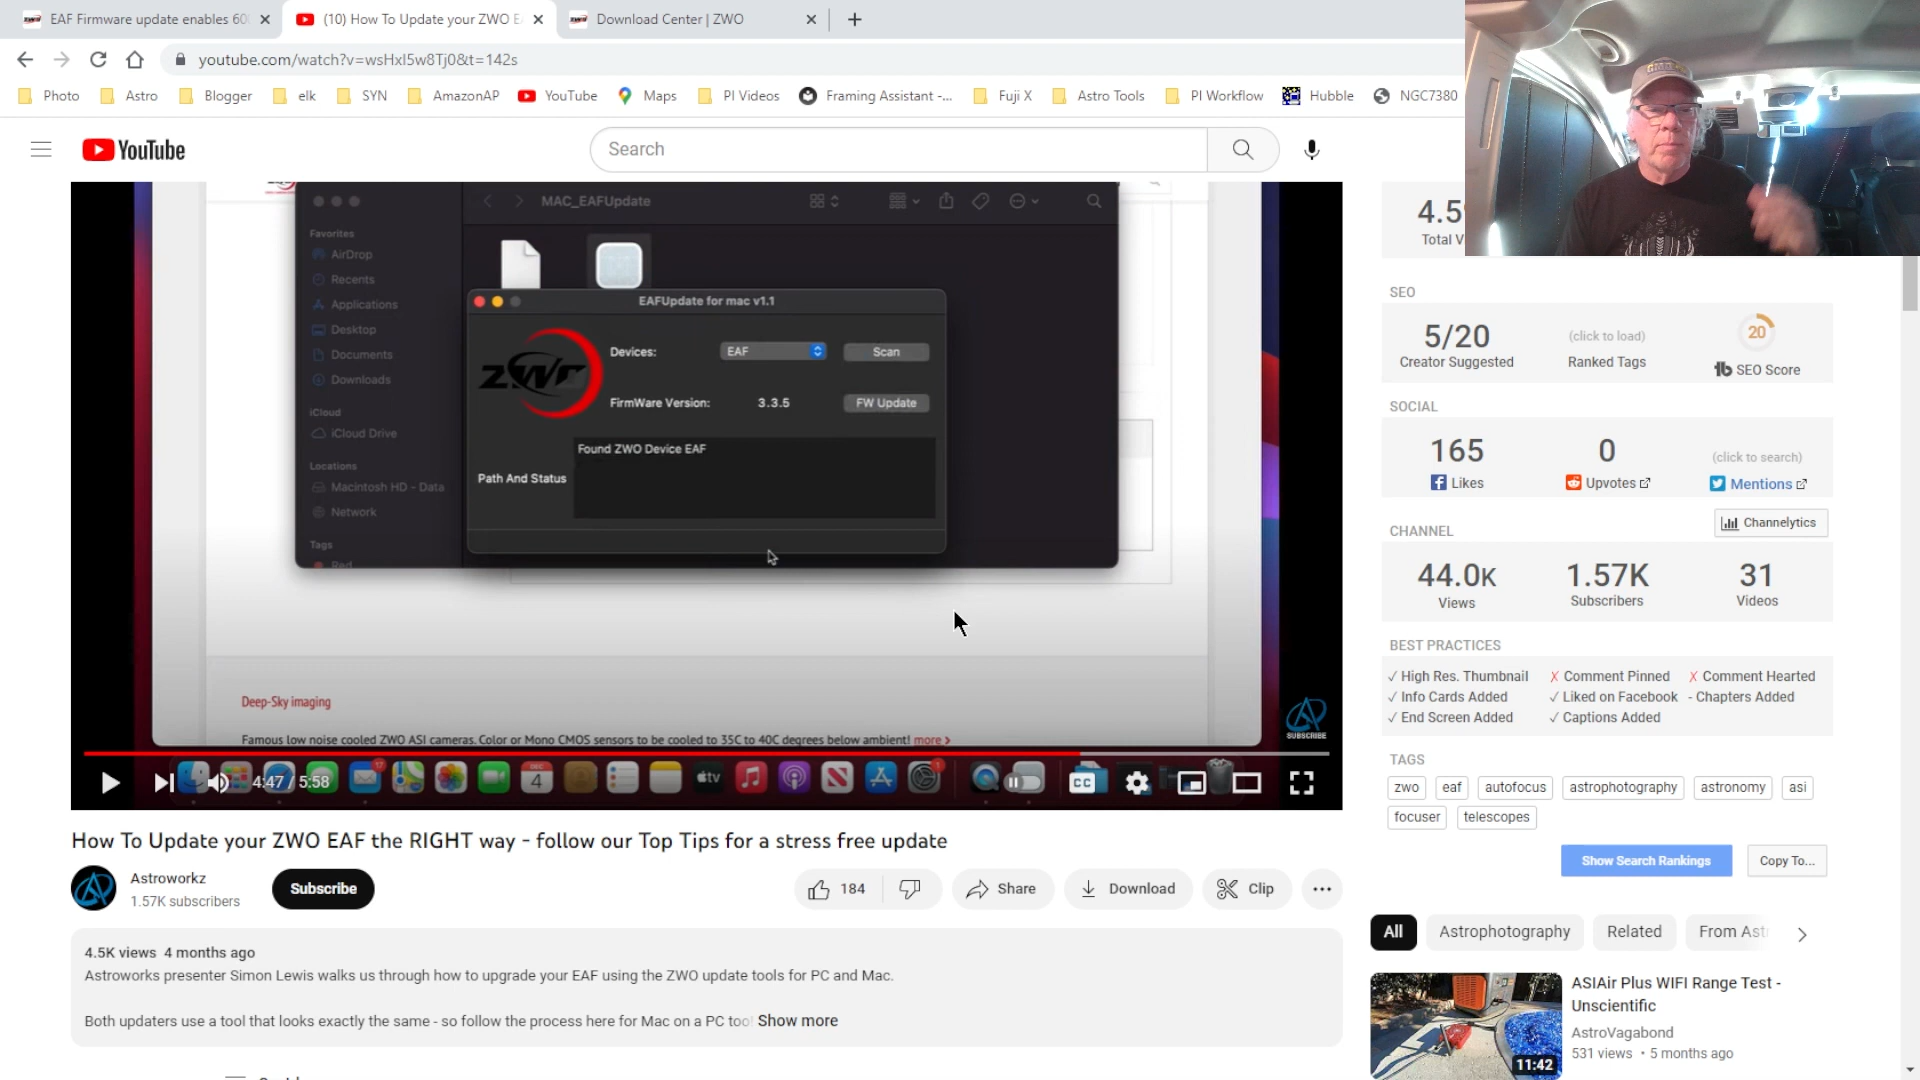 EAF Firmware update enables 60
(10) How To Update your ZWO E
Download Center | ZWO
youtube.com/watch?v=wsHxI5w8Tj0&t=142s
Photo
Astro
Blogger
elk
SYN
AmazonAP
YouTube
Maps
PI Videos
Framing Assistant -...
Fuji X
Astro Tools
PI Workflow
Hubble
NGC7380
YouTube
Search
MAC_EAFUpdate
Favorites
AirDrop
Recents
Applications
Desktop
Documents
Downloads
iCloud
iCloud Drive
Locations
Macintosh HD - Data
Network
Tags
Red
EAFUpdate for mac v1.1
ZWO
Devices:
EAF
Scan
FirmWare Version:
3.3.5
FW Update
Found ZWO Device EAF
Path And Status
Deep-Sky imaging
Famous low noise cooled ZWO ASI cameras. Color or Mono CMOS sensors to be cooled to 35C to 40C degrees below ambient! more >
SUBSCRIBE
4:47 / 5:58
17
DEC
4
tv
1
CC
How To Update your ZWO EAF the RIGHT way - follow our Top Tips for a stress free update
Astroworkz
1.57K subscribers
Subscribe
184
Share
Download
Clip
4.5K views 4 months ago
Astroworks presenter Simon Lewis walks us through how to upgrade your EAF using the ZWO update tools for PC and Mac.
Both updaters use a tool that looks exactly the same - so follow the process here for Mac on a PC too! Show more
Total V
SEO
5/20
Creator Suggested
(click to load)
Ranked Tags
20
tb SEO Score
SOCIAL
165
Likes
0
Upvotes
(click to search)
Mentions
CHANNEL
Channelytics
44.0K
Views
1.57K
Subscribers
31
Videos
BEST PRACTICES
✓ High Res. Thumbnail
✗ Comment Pinned
✗ Comment Hearted
✓ Info Cards Added
✓ Liked on Facebook
- Chapters Added
✓ End Screen Added
✓ Captions Added
TAGS
zwo
eaf
autofocus
astrophotography
astronomy
asi
focuser
telescopes
Show Search Rankings
Copy To...
All
Astrophotography
Related
From Ast
ASIAir Plus WIFI Range Test -
Unscientific
AstroVagabond
531 views • 5 months ago
11:42